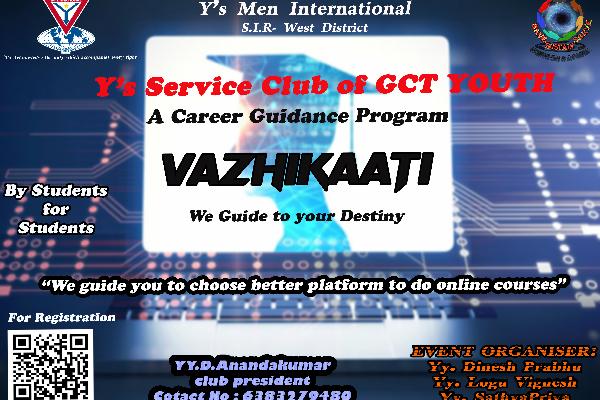 Y's Men International
S.I.R- West District
Y's Service Club of GCT YOUTH
A Career Guidance Program
VAZHIKAATI
We Guide to your Destiny
By Students
for
Students
“We guide you to choose better platform to do online courses”
For Registration
YY.D.Anandakumar
club president
Cotact No : 6383279480
EVENT ORGANISER:
Yy. Dinesh Prabhu
Yy. Logu Vignesh
Yy. SathyaPriya